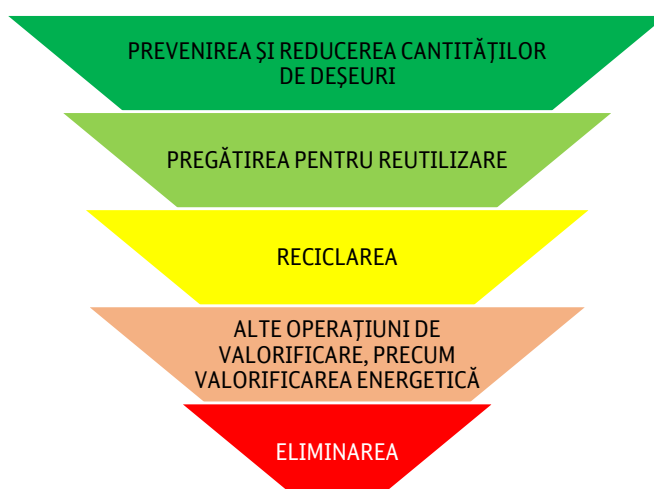 PREVENIREA ŞI REDUCEREA CANTITĂŢILOR
DE DEŞEURI
PREGĂTIREA PENTRU REUTILIZARE
RECICLAREA
ALTE OPERAŢIUNI DE
VALORIFICARE, PRECUM
VALORIFICAREA ENERGETICĂ
ELIMINAREA